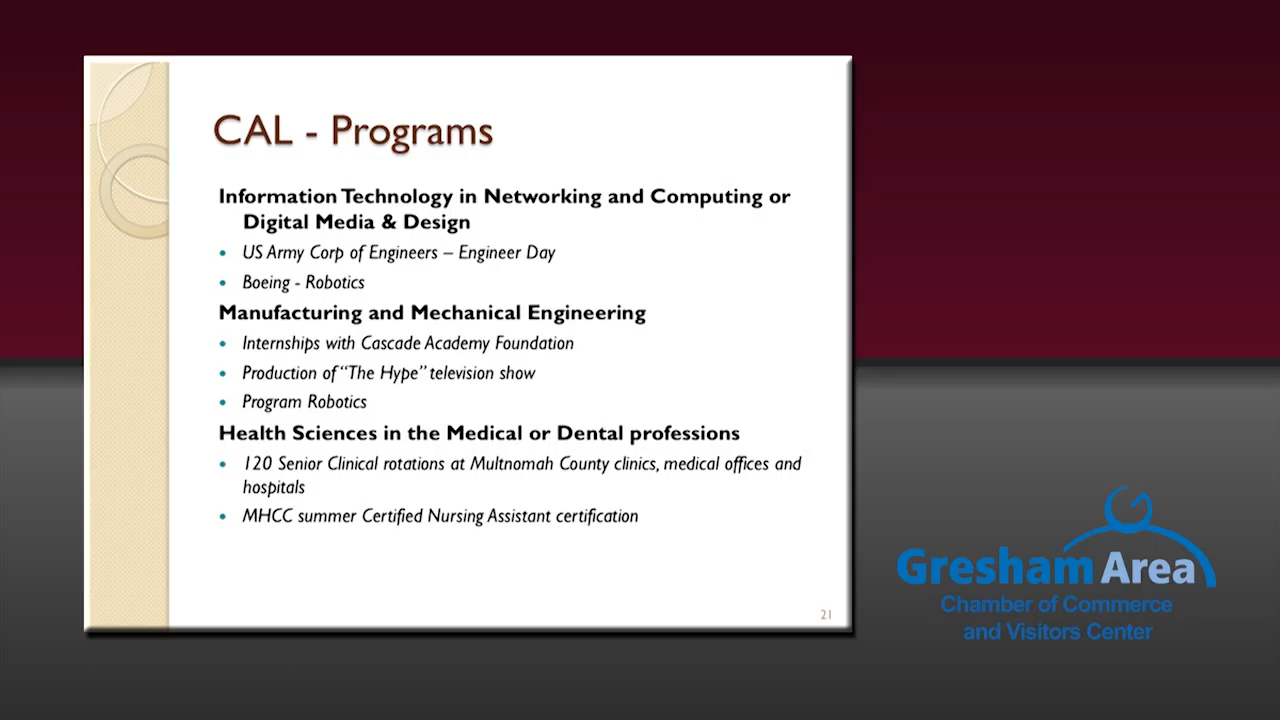 CAL - Programs
Information Technology in Networking and Computing or
Digital Media & Design
• US Army Corp of Engineers – Engineer Day
• Boeing - Robotics
Manufacturing and Mechanical Engineering
• Internships with Cascade Academy Foundation
• Production of “The Hype” television show
• Program Robotics
Health Sciences in the Medical or Dental professions
• 120 Senior Clinical rotations at Multnomah County clinics, medical offices and
hospitals
• MHCC summer Certified Nursing Assistant certification
21
Gresham Area
Chamber of Commerce
and Visitors Center